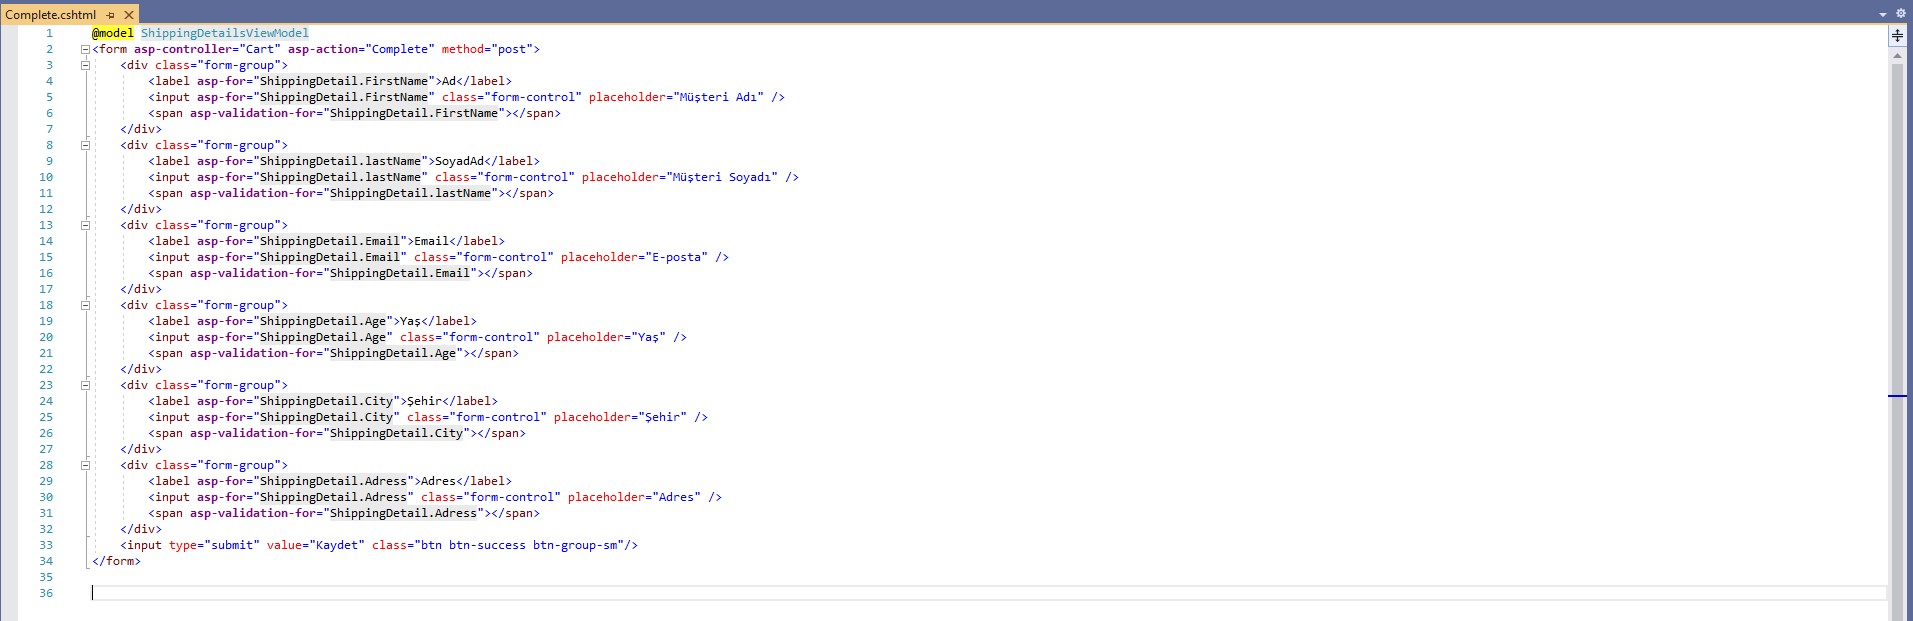 Complete.cshtml
1 @model ShippingDetailsViewModel
2 <form asp-controller="Cart" asp-action="Complete" method="post">
3 <div class="form-group">
4 <label asp-for="ShippingDetail.FirstName">Ad</label>
5 <input asp-for="ShippingDetail.FirstName" class="form-control" placeholder="Müşteri Adı" />
6 <span asp-validation-for="ShippingDetail.FirstName"></span>
7 </div>
8 <div class="form-group">
9 <label asp-for="ShippingDetail.lastName">SoyadAd</label>
10 <input asp-for="ShippingDetail.lastName" class="form-control" placeholder="Müşteri Soyadı" />
11 <span asp-validation-for="ShippingDetail.lastName"></span>
12 </div>
13 <div class="form-group">
14 <label asp-for="ShippingDetail.Email">Email</label>
15 <input asp-for="ShippingDetail.Email" class="form-control" placeholder="E-posta" />
16 <span asp-validation-for="ShippingDetail.Email"></span>
17 </div>
18 <div class="form-group">
19 <label asp-for="ShippingDetail.Age">Yaş</label>
20 <input asp-for="ShippingDetail.Age" class="form-control" placeholder="Yaş" />
21 <span asp-validation-for="ShippingDetail.Age"></span>
22 </div>
23 <div class="form-group">
24 <label asp-for="ShippingDetail.City">Şehir</label>
25 <input asp-for="ShippingDetail.City" class="form-control" placeholder="Şehir" />
26 <span asp-validation-for="ShippingDetail.City"></span>
27 </div>
28 <div class="form-group">
29 <label asp-for="ShippingDetail.Adress">Adres</label>
30 <input asp-for="ShippingDetail.Adress" class="form-control" placeholder="Adres" />
31 <span asp-validation-for="ShippingDetail.Adress"></span>
32 </div>
33 <input type="submit" value="Kaydet" class="btn btn-success btn-group-sm"/>
34 </form>
35
36